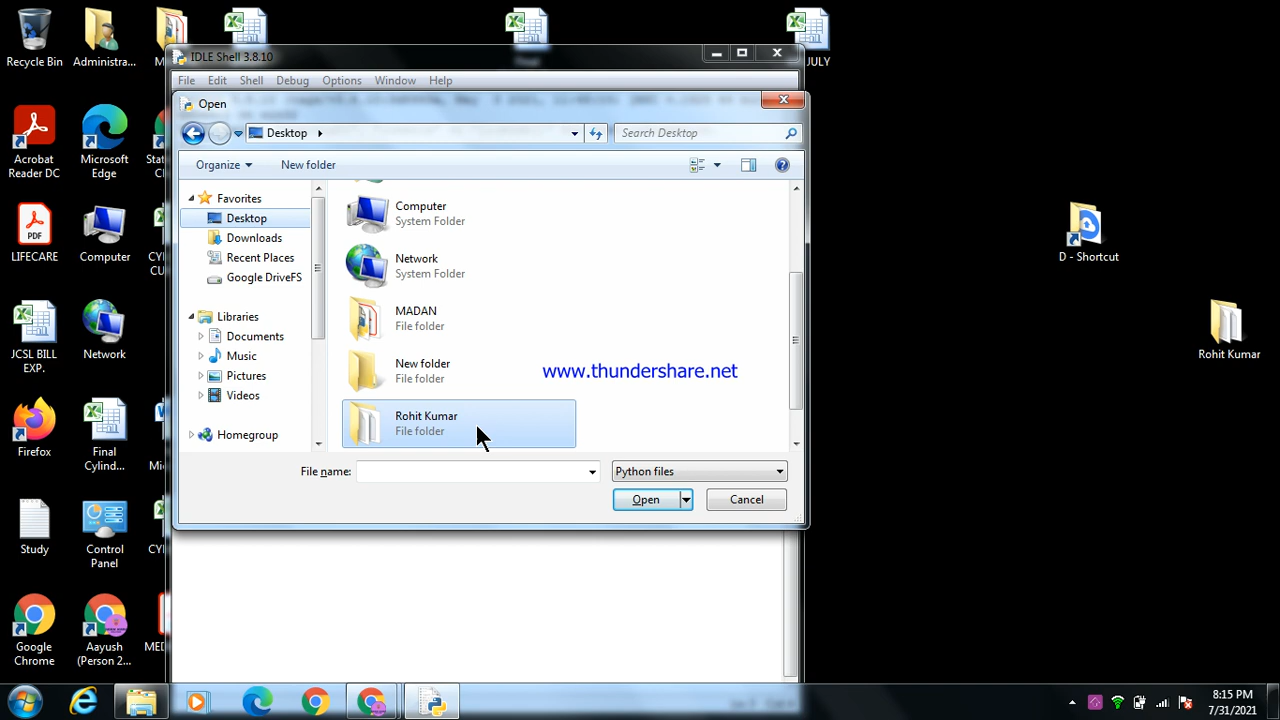 Recycle Bin
Administra...
JULY
IDLE Shell 3.8.10
File Edit Shell Debug Options Window Help
Open
Desktop
Search Desktop
Organize
New folder
Favorites
Desktop
Downloads
Recent Places
Google DriveFS
Libraries
Documents
Music
Pictures
Videos
Homegroup
Computer
System Folder
Network
System Folder
MADAN
File folder
New folder
File folder
Rohit Kumar
File folder
www.thundershare.net
File name:
Python files
Open
Cancel
Acrobat
Reader DC
Microsoft
Edge
PDF
LIFECARE
Computer
JCSL BILL
EXP.
Network
Firefox
Final
Cylind...
Study
Control
Panel
Google
Chrome
Aayush
(Person 2...
D - Shortcut
Rohit Kumar
8:15 PM
7/31/2021